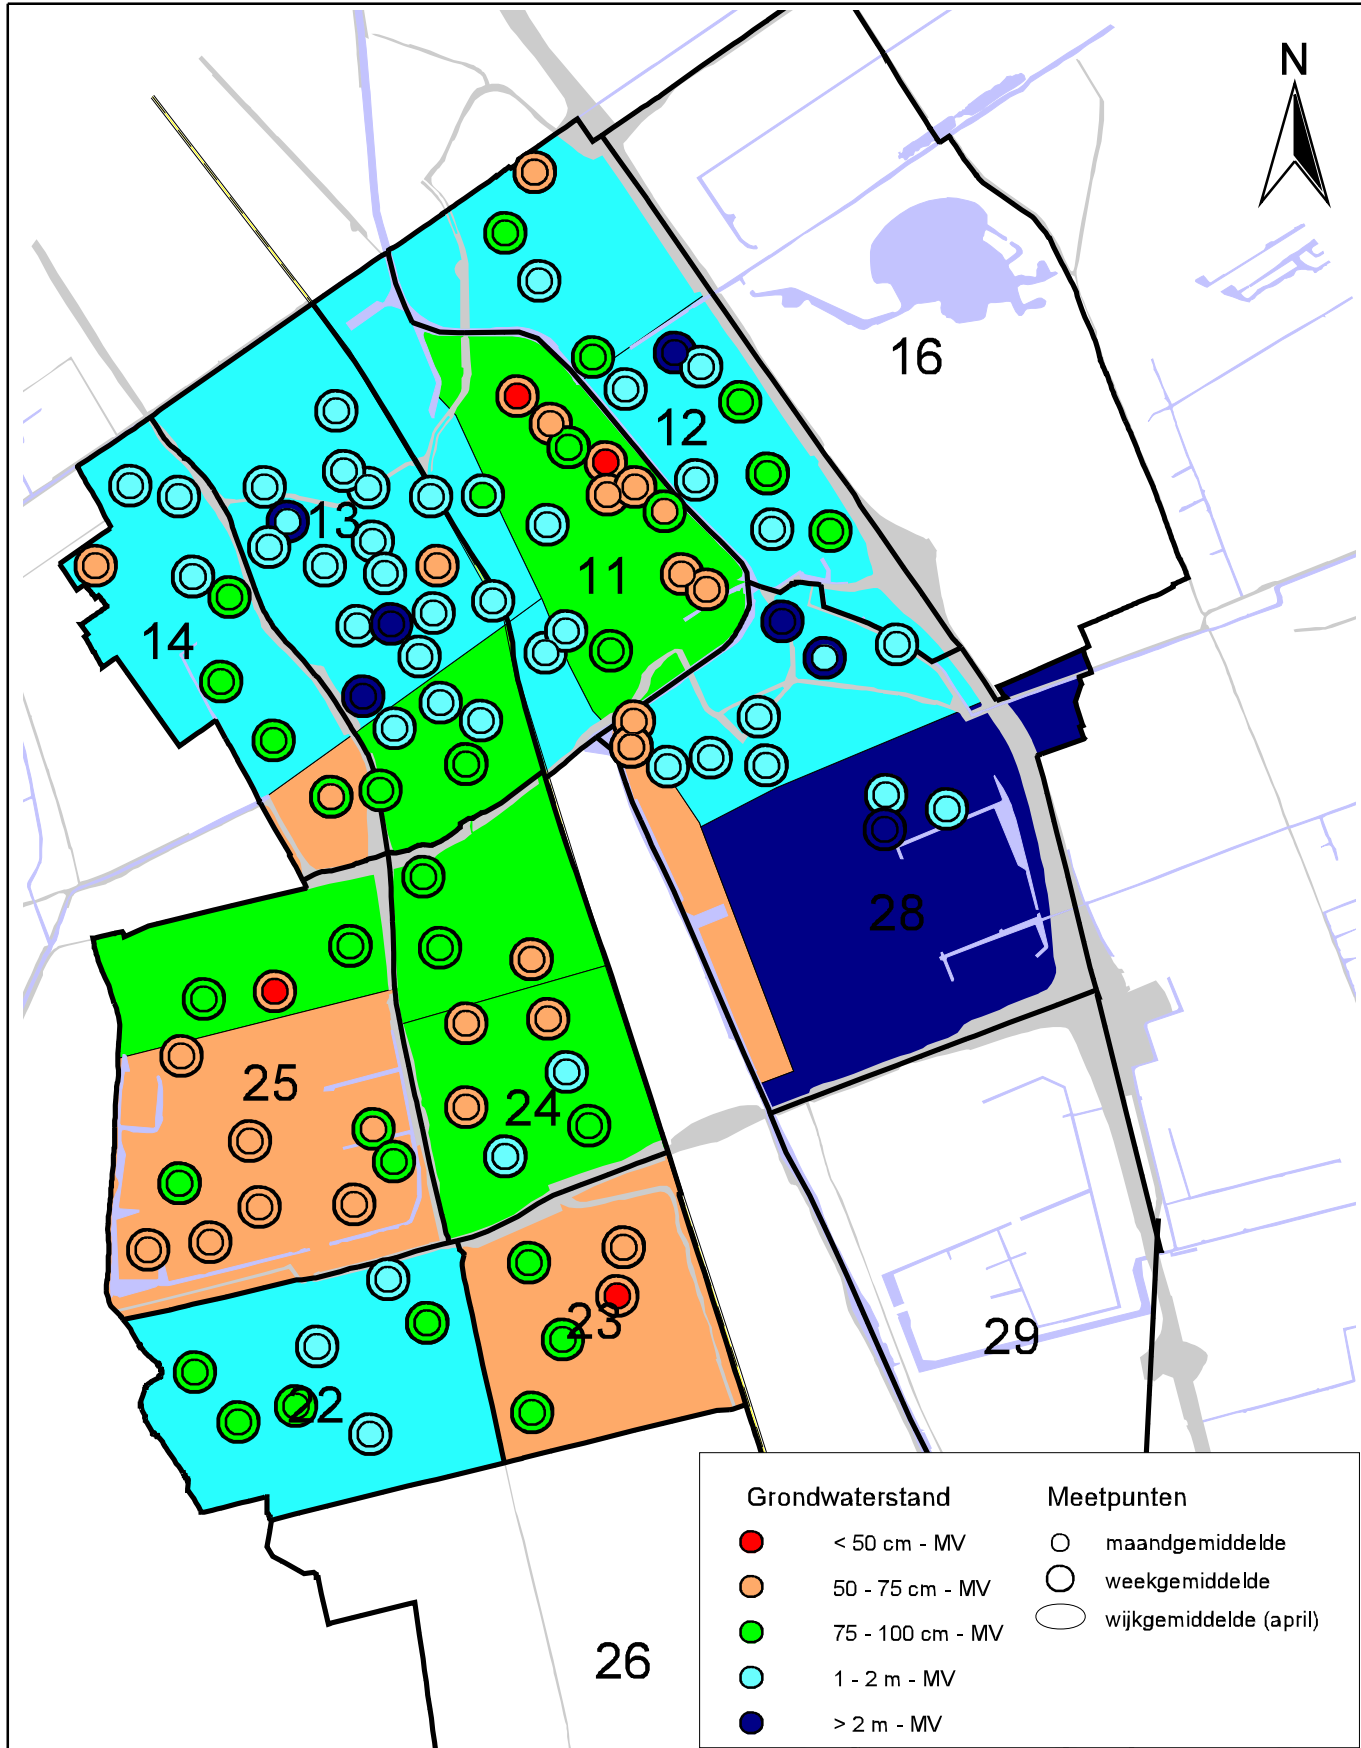 N
16
12
13
11
14
28
25
24
23
29
22
26
Grondwaterstand
< 50 cm - MV
50 - 75 cm - MV
75 - 100 cm - MV
1 - 2 m - MV
> 2 m - MV
Meetpunten
maandgemiddelde
weekgemiddelde
wijkgemiddelde (april)